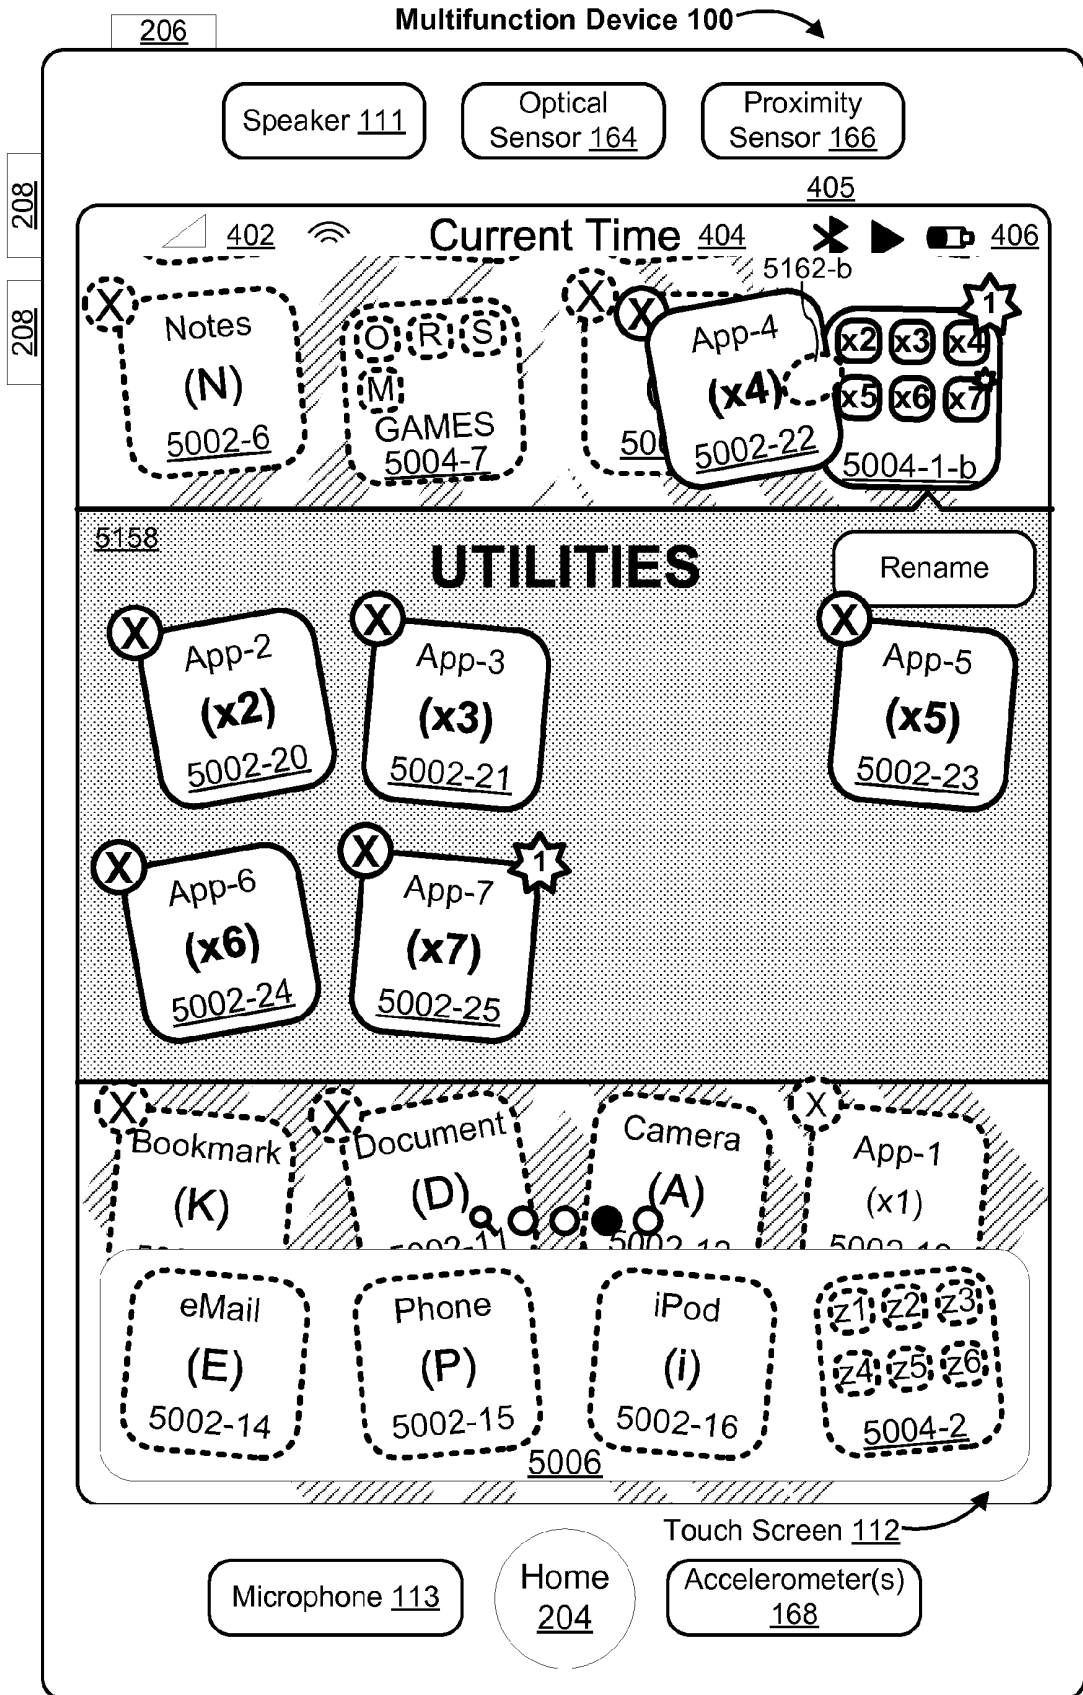 Multifunction Device 100
206
Speaker 111
Optical
Sensor 164
Proximity
Sensor 166
208
208
405
402
Current Time 404
406
5162-b
X
Notes
(N)
5002-6
O R S
M
GAMES
5004-7
X
X
App-4
(x4)
5002-22
1
x2 x3 x4
x5 x6 x7
5004-1-b
5158
UTILITIES
Rename
X
App-2
(x2)
5002-20
X
App-3
(x3)
5002-21
X
App-5
(x5)
5002-23
X
App-6
(x6)
5002-24
X
1
App-7
(x7)
5002-25
X
Bookmark
(K)
X
Document
(D)
5002-11
Camera
(A)
5002-12
X
App-1
(x1)
eMail
(E)
5002-14
Phone
(P)
5002-15
iPod
(i)
5002-16
z1 z2 z3
z4 z5 z6
5004-2
5006
Touch Screen 112
Microphone 113
Home
204
Accelerometer(s)
168